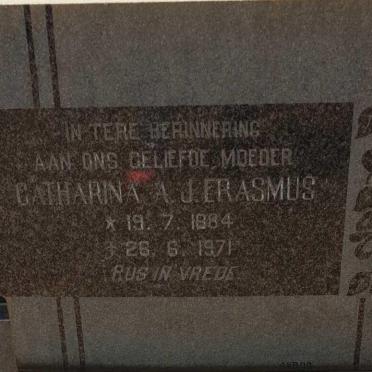 IN TERE HERINNERING
AAN ONS GELIEFDE MOEDER
CATHARINA A. J. ERASMUS
* 19. 7. 1884
† 26. 6. 1971
RUS IN VREDE